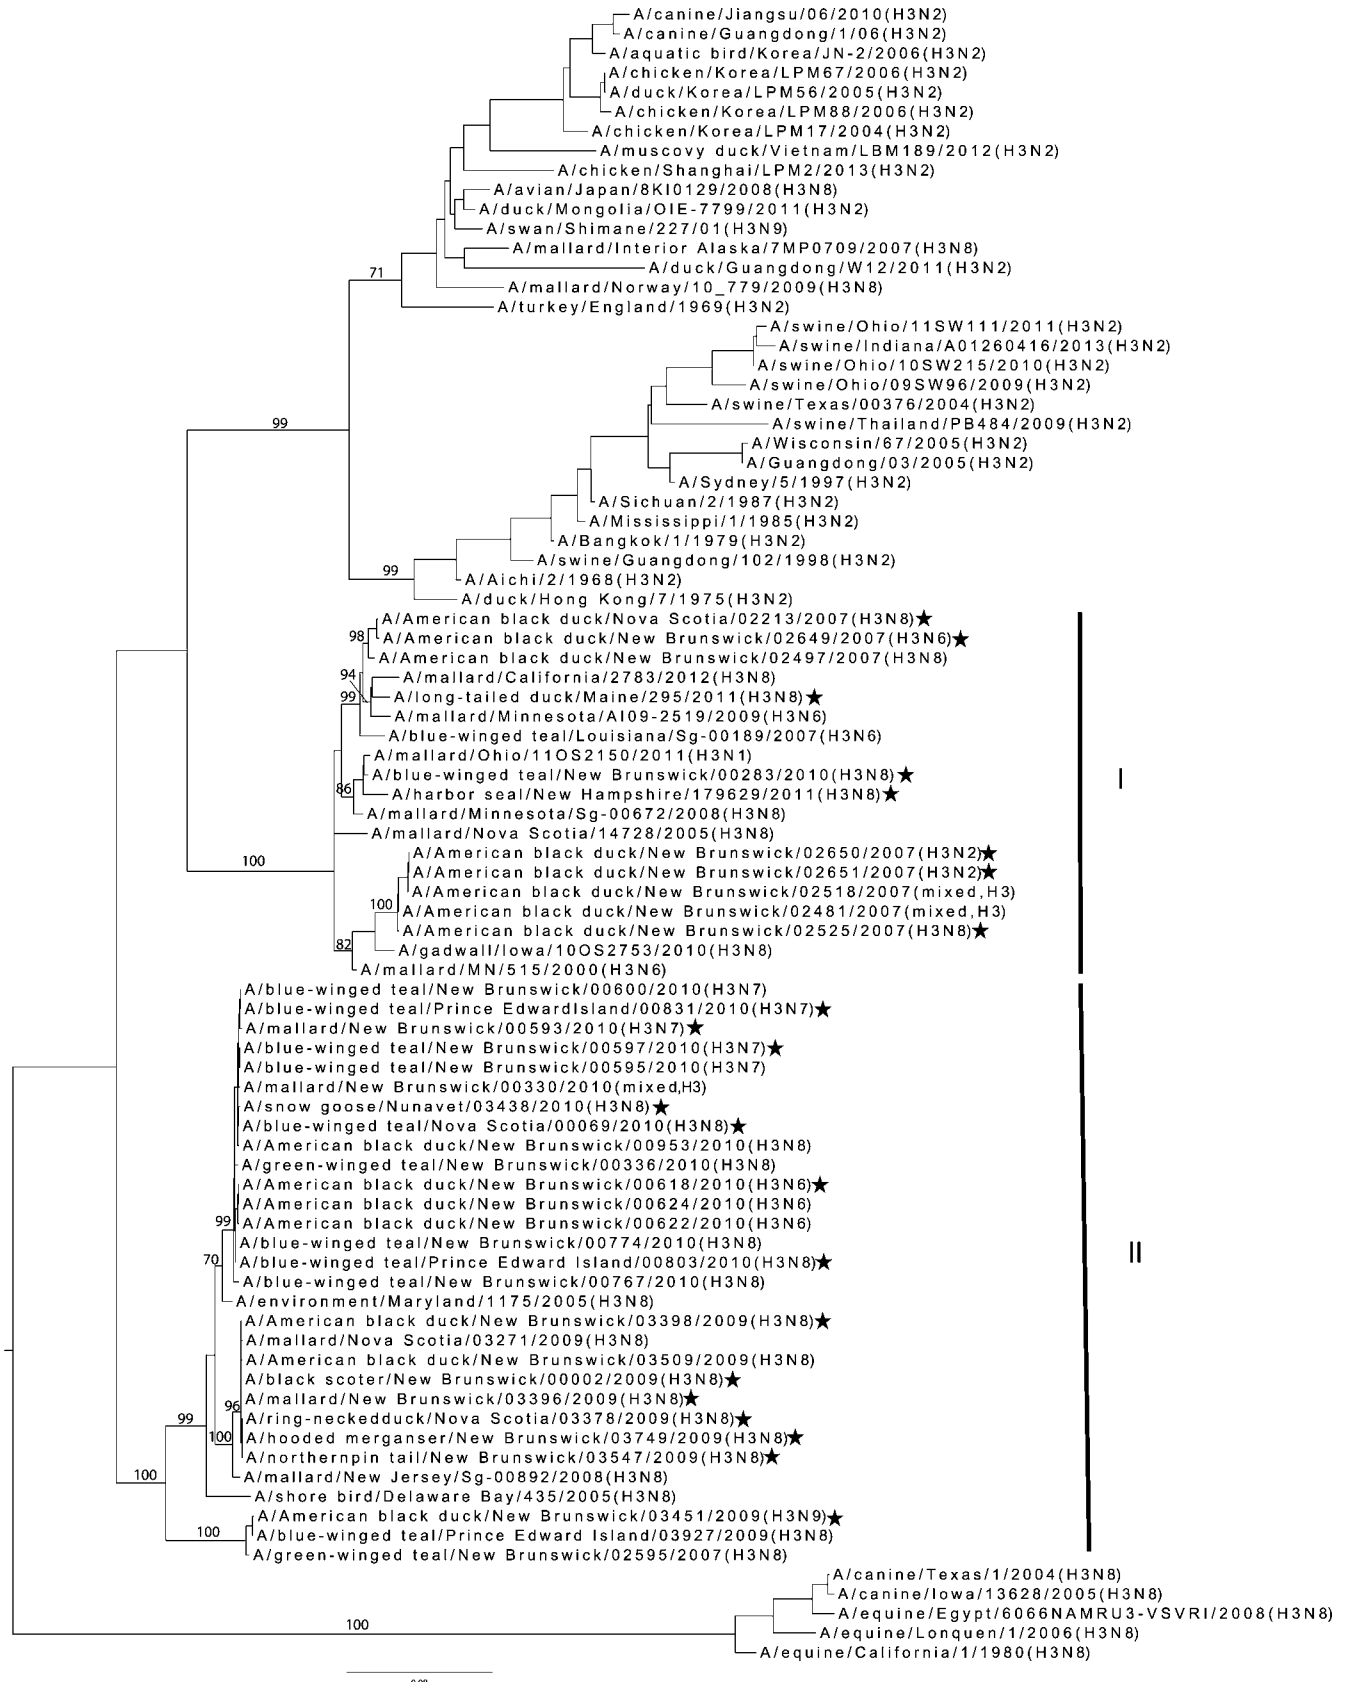 A/canine/Jiangsu/06/2010(H3N2)
A/canine/Guangdong/1/06(H3N2)
A/aquatic bird/Korea/JN-2/2006(H3N2)
A/chicken/Korea/LPM67/2006(H3N2)
A/duck/Korea/LPM56/2005(H3N2)
A/chicken/Korea/LPM88/2006(H3N2)
A/chicken/Korea/LPM17/2004(H3N2)
A/muscovy duck/Vietnam/LBM189/2012(H3N2)
A/chicken/Shanghai/LPM2/2013(H3N2)
A/avian/Japan/8KI0129/2008(H3N8)
A/duck/Mongolia/OIE-7799/2011(H3N2)
A/swan/Shimane/227/01(H3N9)
A/mallard/Interior Alaska/7MP0709/2007(H3N8)
A/duck/Guangdong/W12/2011(H3N2)
71
A/mallard/Norway/10_779/2009(H3N8)
A/turkey/England/1969(H3N2)
A/swine/Ohio/11SW111/2011(H3N2)
A/swine/Indiana/A01260416/2013(H3N2)
A/swine/Ohio/10SW215/2010(H3N2)
A/swine/Ohio/09SW96/2009(H3N2)
A/swine/Texas/00376/2004(H3N2)
99
A/swine/Thailand/PB484/2009(H3N2)
A/Wisconsin/67/2005(H3N2)
A/Guangdong/03/2005(H3N2)
A/Sydney/5/1997(H3N2)
A/Sichuan/2/1987(H3N2)
A/Mississippi/1/1985(H3N2)
A/Bangkok/1/1979(H3N2)
A/swine/Guangdong/102/1998(H3N2)
99
A/Aichi/2/1968(H3N2)
A/duck/Hong Kong/7/1975(H3N2)
A/American black duck/Nova Scotia/02213/2007(H3N8)★
98
A/American black duck/New Brunswick/02649/2007(H3N6)★
A/American black duck/New Brunswick/02497/2007(H3N8)
94
A/mallard/California/2783/2012(H3N8)
99
A/long-tailed duck/Maine/295/2011(H3N8)★
A/mallard/Minnesota/AI09-2519/2009(H3N6)
A/blue-winged teal/Louisiana/Sg-00189/2007(H3N6)
A/mallard/Ohio/11OS2150/2011(H3N1)
A/blue-winged teal/New Brunswick/00283/2010(H3N8)★
I
86
A/harbor seal/New Hampshire/179629/2011(H3N8)★
A/mallard/Minnesota/Sg-00672/2008(H3N8)
A/mallard/Nova Scotia/14728/2005(H3N8)
A/American black duck/New Brunswick/02650/2007(H3N2)★
100
A/American black duck/New Brunswick/02651/2007(H3N2)★
A/American black duck/New Brunswick/02518/2007(mixed,H3)
100
A/American black duck/New Brunswick/02481/2007(mixed,H3)
A/American black duck/New Brunswick/02525/2007(H3N8)★
82
A/gadwall/Iowa/10OS2753/2010(H3N8)
A/mallard/MN/515/2000(H3N6)
A/blue-winged teal/New Brunswick/00600/2010(H3N7)
A/blue-winged teal/Prince EdwardIsland/00831/2010(H3N7)★
A/mallard/New Brunswick/00593/2010(H3N7)★
A/blue-winged teal/New Brunswick/00597/2010(H3N7)★
A/blue-winged teal/New Brunswick/00595/2010(H3N7)
A/mallard/New Brunswick/00330/2010(mixed,H3)
A/snow goose/Nunavet/03438/2010(H3N8)★
A/blue-winged teal/Nova Scotia/00069/2010(H3N8)★
A/American black duck/New Brunswick/00953/2010(H3N8)
A/green-winged teal/New Brunswick/00336/2010(H3N8)
A/American black duck/New Brunswick/00618/2010(H3N6)★
A/American black duck/New Brunswick/00624/2010(H3N6)
99
A/American black duck/New Brunswick/00622/2010(H3N6)
A/blue-winged teal/New Brunswick/00774/2010(H3N8)
II
70
A/blue-winged teal/Prince Edward Island/00803/2010(H3N8)★
A/blue-winged teal/New Brunswick/00767/2010(H3N8)
A/environment/Maryland/1175/2005(H3N8)
A/American black duck/New Brunswick/03398/2009(H3N8)★
A/mallard/Nova Scotia/03271/2009(H3N8)
A/American black duck/New Brunswick/03509/2009(H3N8)
A/black scoter/New Brunswick/00002/2009(H3N8)★
A/mallard/New Brunswick/03396/2009(H3N8)★
96
99
A/ring-neckedduck/Nova Scotia/03378/2009(H3N8)★
100
A/hooded merganser/New Brunswick/03749/2009(H3N8)★
A/northernpin tail/New Brunswick/03547/2009(H3N8)★
100
A/mallard/New Jersey/Sg-00892/2008(H3N8)
A/shore bird/Delaware Bay/435/2005(H3N8)
A/American black duck/New Brunswick/03451/2009(H3N9)★
100
A/blue-winged teal/Prince Edward Island/03927/2009(H3N8)
A/green-winged teal/New Brunswick/02595/2007(H3N8)
A/canine/Texas/1/2004(H3N8)
A/canine/Iowa/13628/2005(H3N8)
A/equine/Egypt/6066NAMRU3-VSVRI/2008(H3N8)
100
A/equine/Lonquen/1/2006(H3N8)
A/equine/California/1/1980(H3N8)